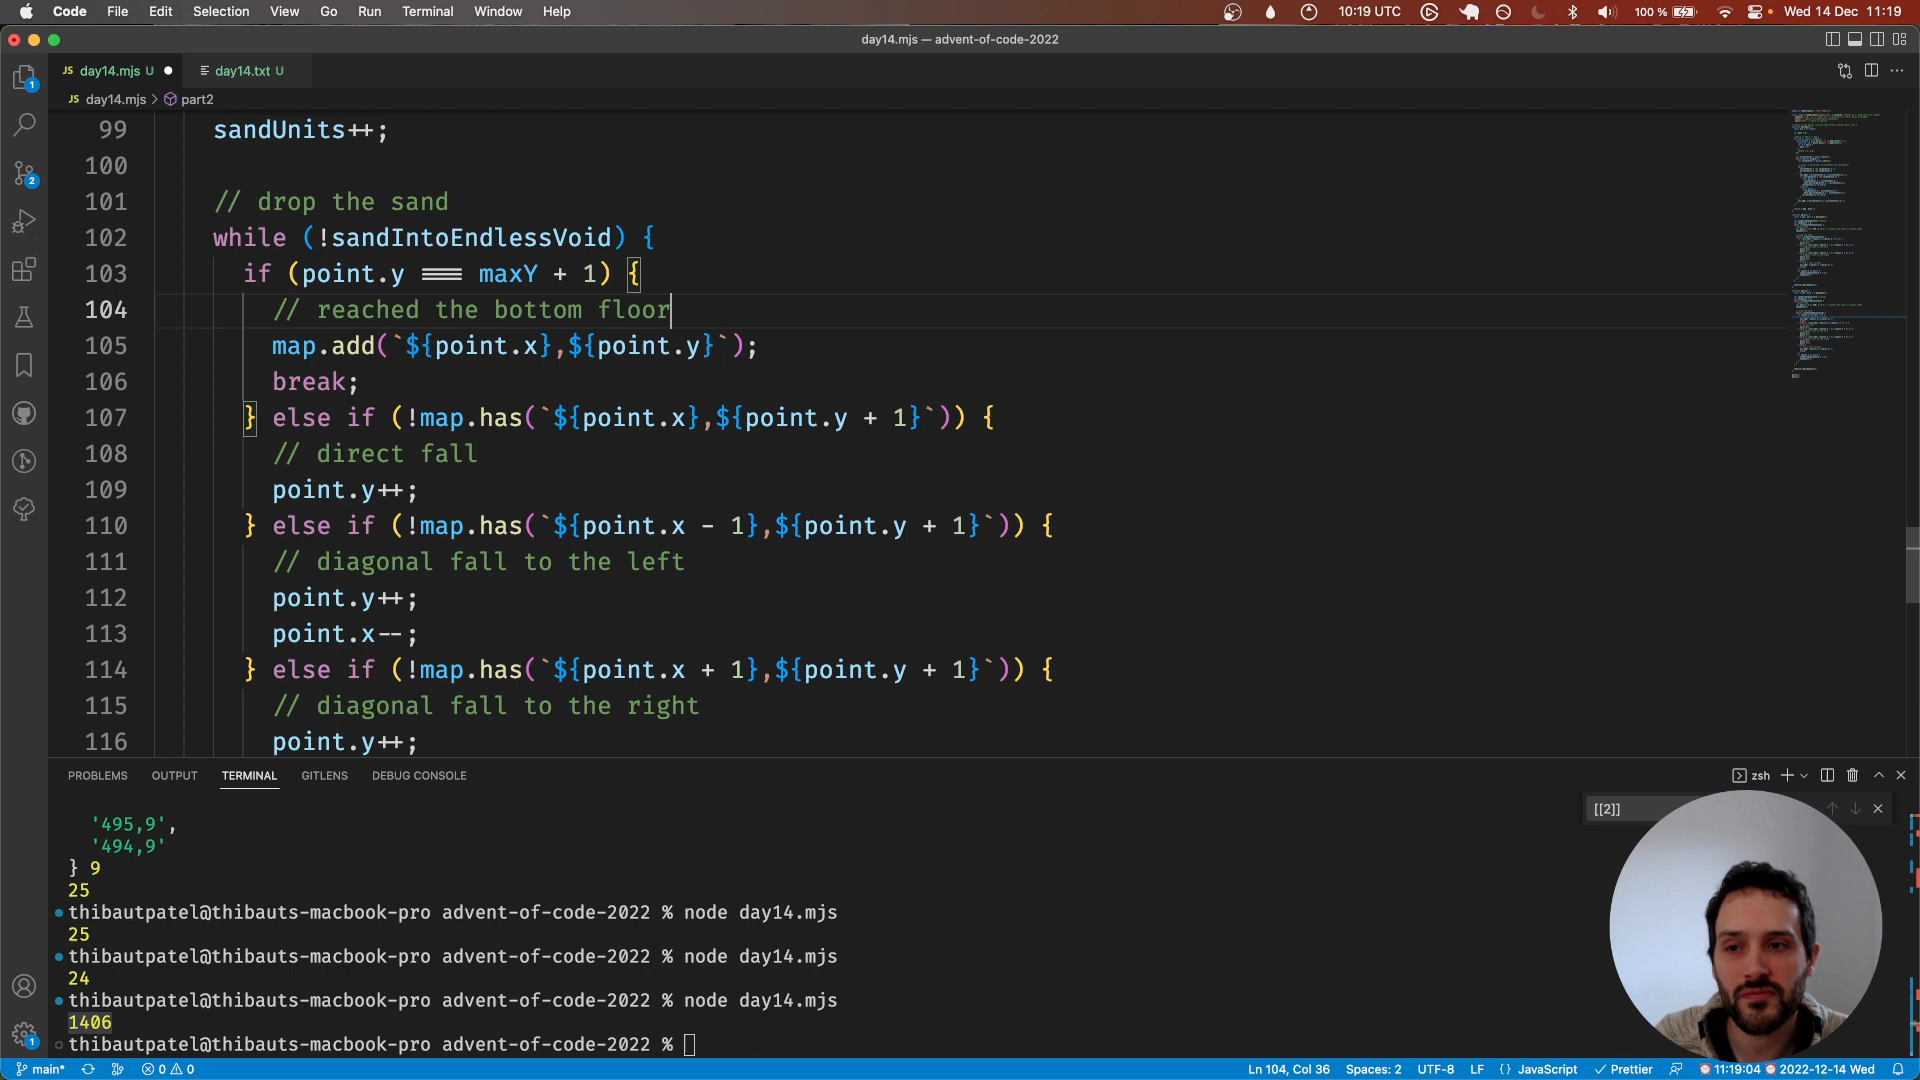 Code File Edit Selection View Go Run Terminal Window Help 10:19 UTC 100 % Wed 14 Dec 11:19
day14.mjs — advent-of-code-2022
JS day14.mjs U day14.txt U
JS day14.mjs > part2
99 sandUnits++;
100
101 // drop the sand
102 while (!sandIntoEndlessVoid) {
103 if (point.y === maxY + 1) {
104 // reached the bottom floor
105 map.add(`${point.x},${point.y}`);
106 break;
107 } else if (!map.has(`${point.x},${point.y + 1}`)) {
108 // direct fall
109 point.y++;
110 } else if (!map.has(`${point.x - 1},${point.y + 1}`)) {
111 // diagonal fall to the left
112 point.y++;
113 point.x--;
114 } else if (!map.has(`${point.x + 1},${point.y + 1}`)) {
115 // diagonal fall to the right
116 point.y++;
PROBLEMS OUTPUT TERMINAL GITLENS DEBUG CONSOLE zsh
[[2]]
'495,9',
'494,9'
} 9
25
thibautpatel@thibauts-macbook-pro advent-of-code-2022 % node day14.mjs
25
thibautpatel@thibauts-macbook-pro advent-of-code-2022 % node day14.mjs
24
thibautpatel@thibauts-macbook-pro advent-of-code-2022 % node day14.mjs
1406
thibautpatel@thibauts-macbook-pro advent-of-code-2022 %
main* 0 0 Ln 104, Col 36 Spaces: 2 UTF-8 LF {} JavaScript Prettier 11:19:04 2022-12-14 Wed